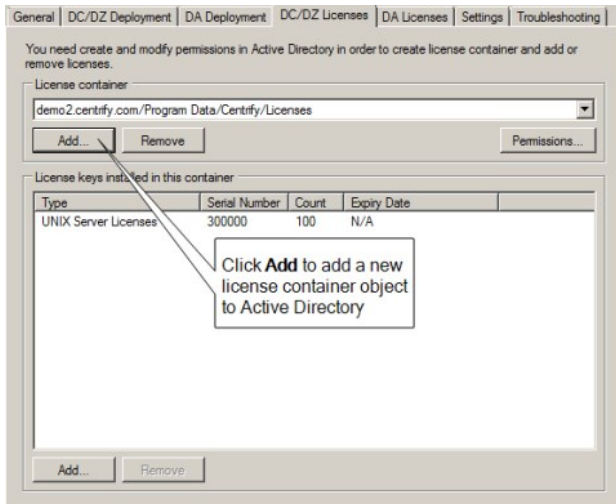 General DC/DZ Deployment DA Deployment DC/DZ Licenses DA Licenses Settings Troubleshooting
You need create and modify permissions in Active Directory in order to create license container and add or
remove licenses.
License container
demo2.centrify.com/Program Data/Centrify/Licenses
Add... Remove Permissions...
License keys installed in this container
Type Serial Number Count Expiry Date
UNIX Server Licenses 300000 100 N/A
Click Add to add a new
license container object
to Active Directory
Add... Remove